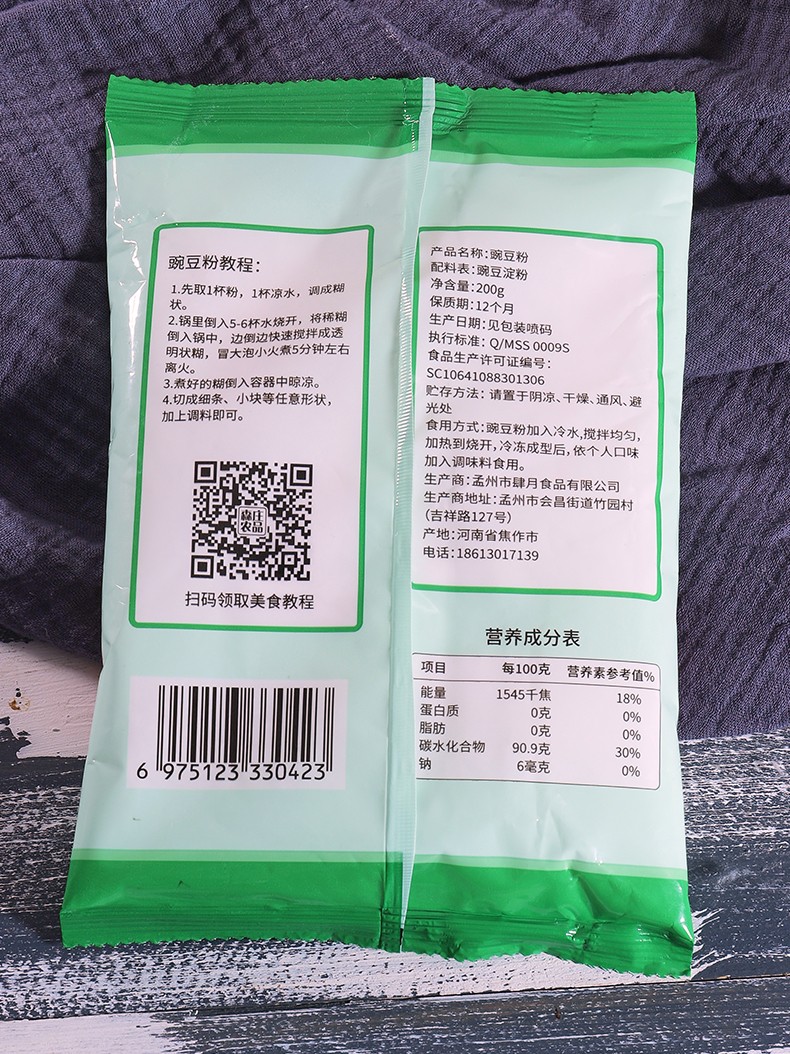 豌豆粉教程：
1.先取1杯粉，1杯凉水，调成糊
状。
2.锅里倒入5-6杯水烧开，将稀糊
倒入锅中，边倒边快速搅拌成透
明状糊，冒大泡小火煮5分钟左右
离火。
3.煮好的糊倒入容器中晾凉。
4.切成细条、小块等任意形状，
加上调料即可。
森庄
农品
扫码领取美食教程
6 975123 330423
产品名称：豌豆粉
配料表：豌豆淀粉
净含量：200g
保质期：12个月
生产日期：见包装喷码
执行标准：Q/MSS 0009S
食品生产许可证编号：
SC10641088301306
贮存方法：请置于阴凉、干燥、通风、避
光处
食用方式：豌豆粉加入冷水，搅拌均匀，
加热到烧开，冷冻成型后，依个人口味
加入调味料食用。
生产商：孟州市肆月食品有限公司
生产商地址：孟州市会昌街道竹园村
（吉祥路127号）
产地：河南省焦作市
电话：18613017139
营养成分表
项目 每100克 营养素参考值%
能量 1545千焦 18%
蛋白质 0克 0%
脂肪 0克 0%
碳水化合物 90.9克 30%
钠 6毫克 0%